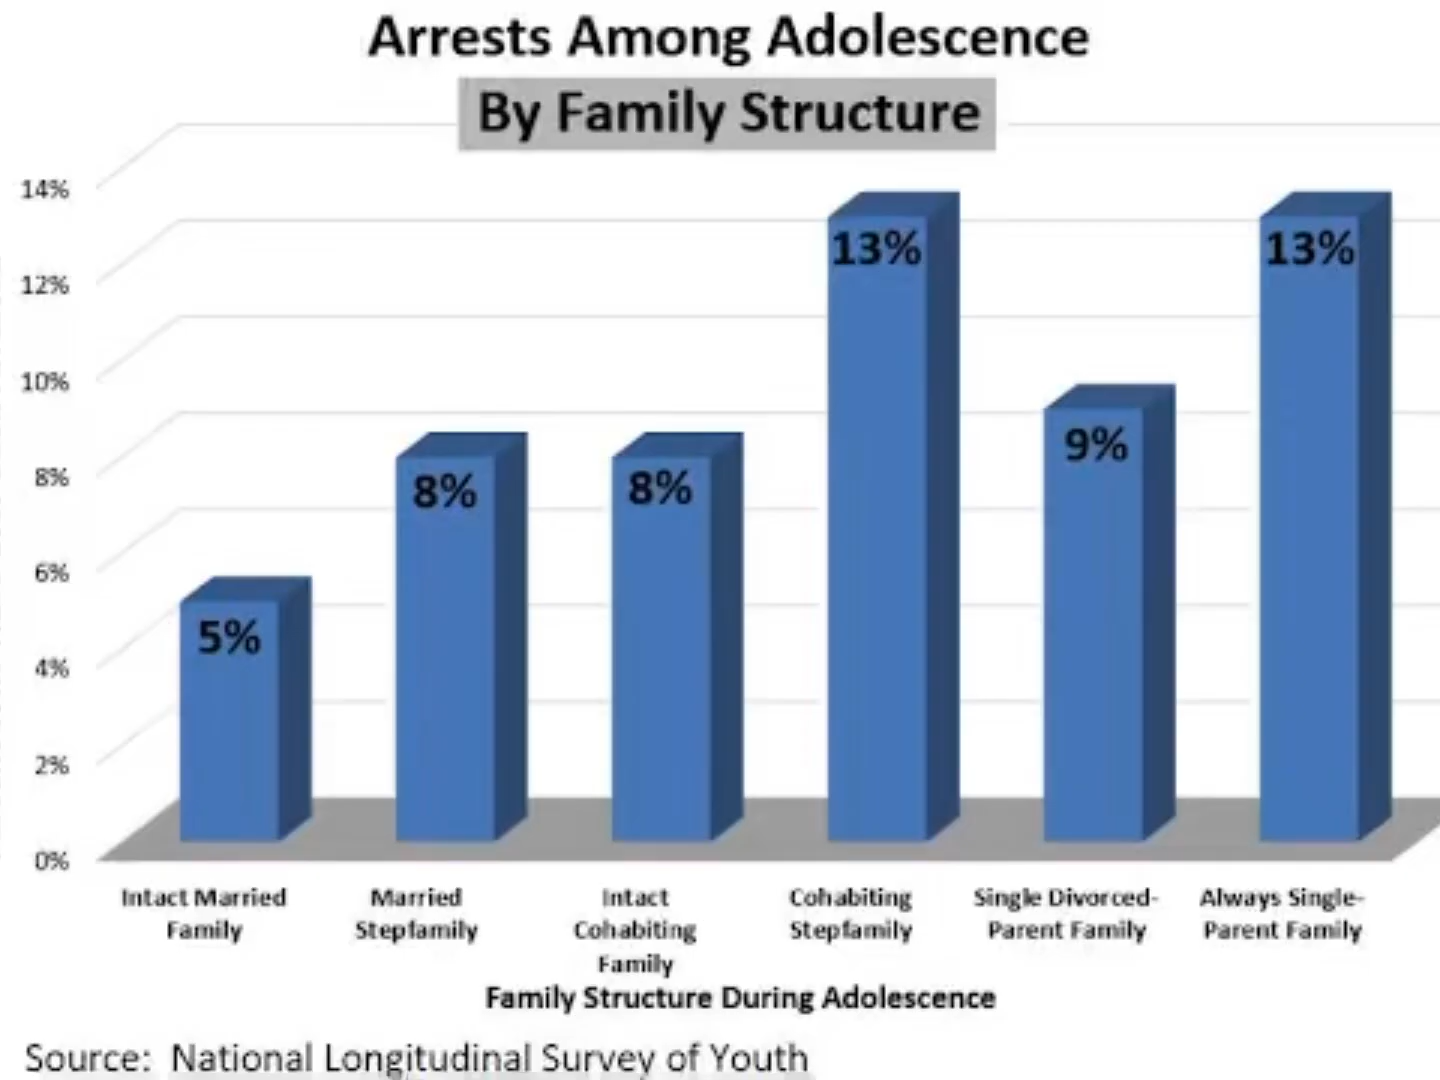 Arrests Among Adolescence
By Family Structure
14%
12%
10%
8%
6%
4%
2%
0%
5%
8%
8%
13%
9%
13%
Intact Married
Family
Married
Stepfamily
Intact
Cohabiting
Family
Cohabiting
Stepfamily
Single Divorced-
Parent Family
Always Single-
Parent Family
Family Structure During Adolescence
Source: National Longitudinal Survey of Youth